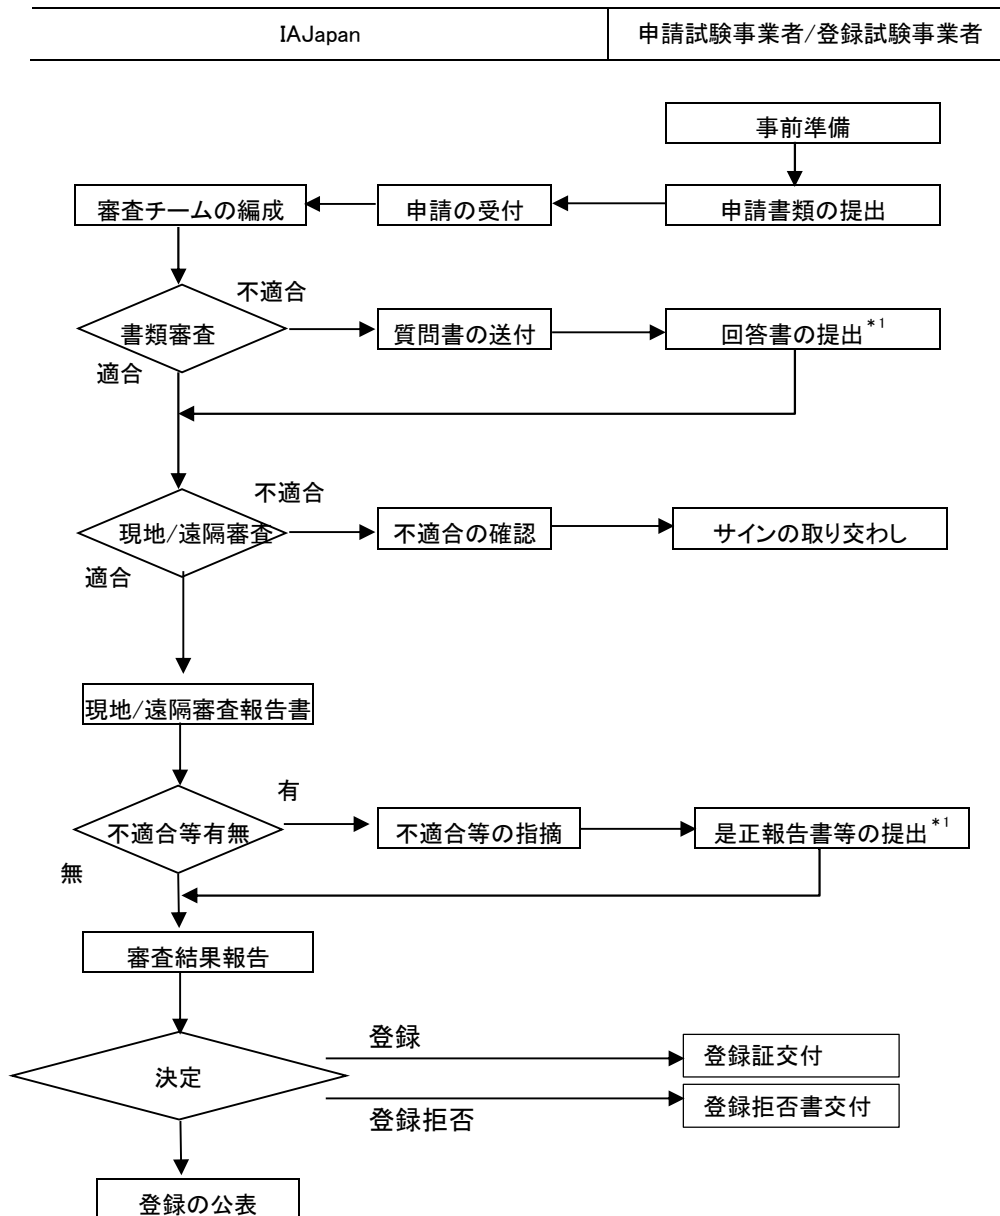 IAJapan
申請試験事業者/登録試験事業者
事前準備
審査チームの編成
申請の受付
申請書類の提出
不適合
書類審査
質問書の送付
回答書の提出*1
適合
不適合
現地/遠隔審査
不適合の確認
サインの取り交わし
適合
現地/遠隔審査報告書
有
不適合等有無
不適合等の指摘
是正報告書等の提出*1
無
審査結果報告
登録
決定
登録証交付
登録拒否書交付
登録拒否
登録の公表